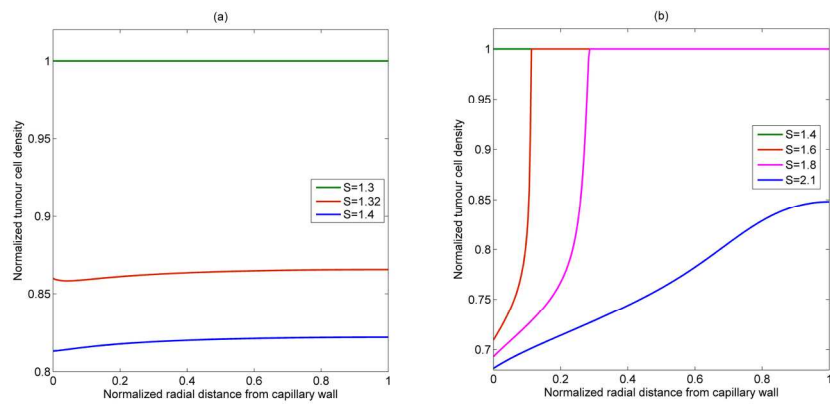 (a)
1
0.95
0.9
0.85
0.8
0
0.2
0.4
0.6
0.8
1
Normalized tumour cell density
Normalized radial distance from capillary wall
S=1.3
S=1.32
S=1.4
(b)
1
0.95
0.9
0.85
0.8
0.75
0.7
0
0.2
0.4
0.6
0.8
1
Normalized tumour cell density
Normalized radial distance from capillary wall
S=1.4
S=1.6
S=1.8
S=2.1